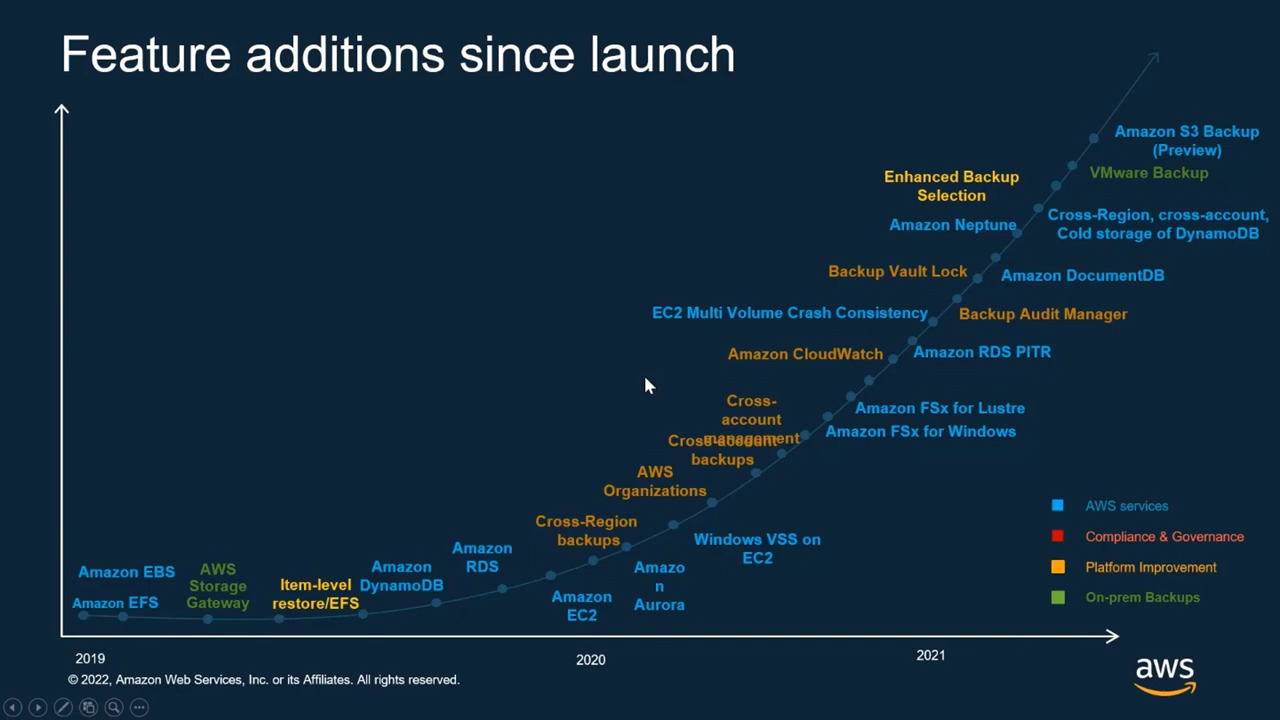 Feature additions since launch
Amazon S3 Backup
(Preview)
Enhanced Backup
Selection
VMware Backup
Amazon Neptune
Cross-Region, cross-account,
Cold storage of DynamoDB
Backup Vault Lock
Amazon DocumentDB
EC2 Multi Volume Crash Consistency
Backup Audit Manager
Amazon CloudWatch
Amazon RDS PITR
Cross-
account
management
Amazon FSx for Lustre
Cross-account
backups
Amazon FSx for Windows
AWS
Organizations
Cross-Region
backups
Windows VSS on
EC2
Amazon
RDS
Amazon
DynamoDB
Amazo
n
Aurora
Amazon EBS
AWS
Storage
Gateway
Item-level
restore/EFS
Amazon EFS
Amazon
EC2
AWS services
Compliance & Governance
Platform Improvement
On-prem Backups
2019
2020
2021
© 2022, Amazon Web Services, Inc. or its Affiliates. All rights reserved.
aws